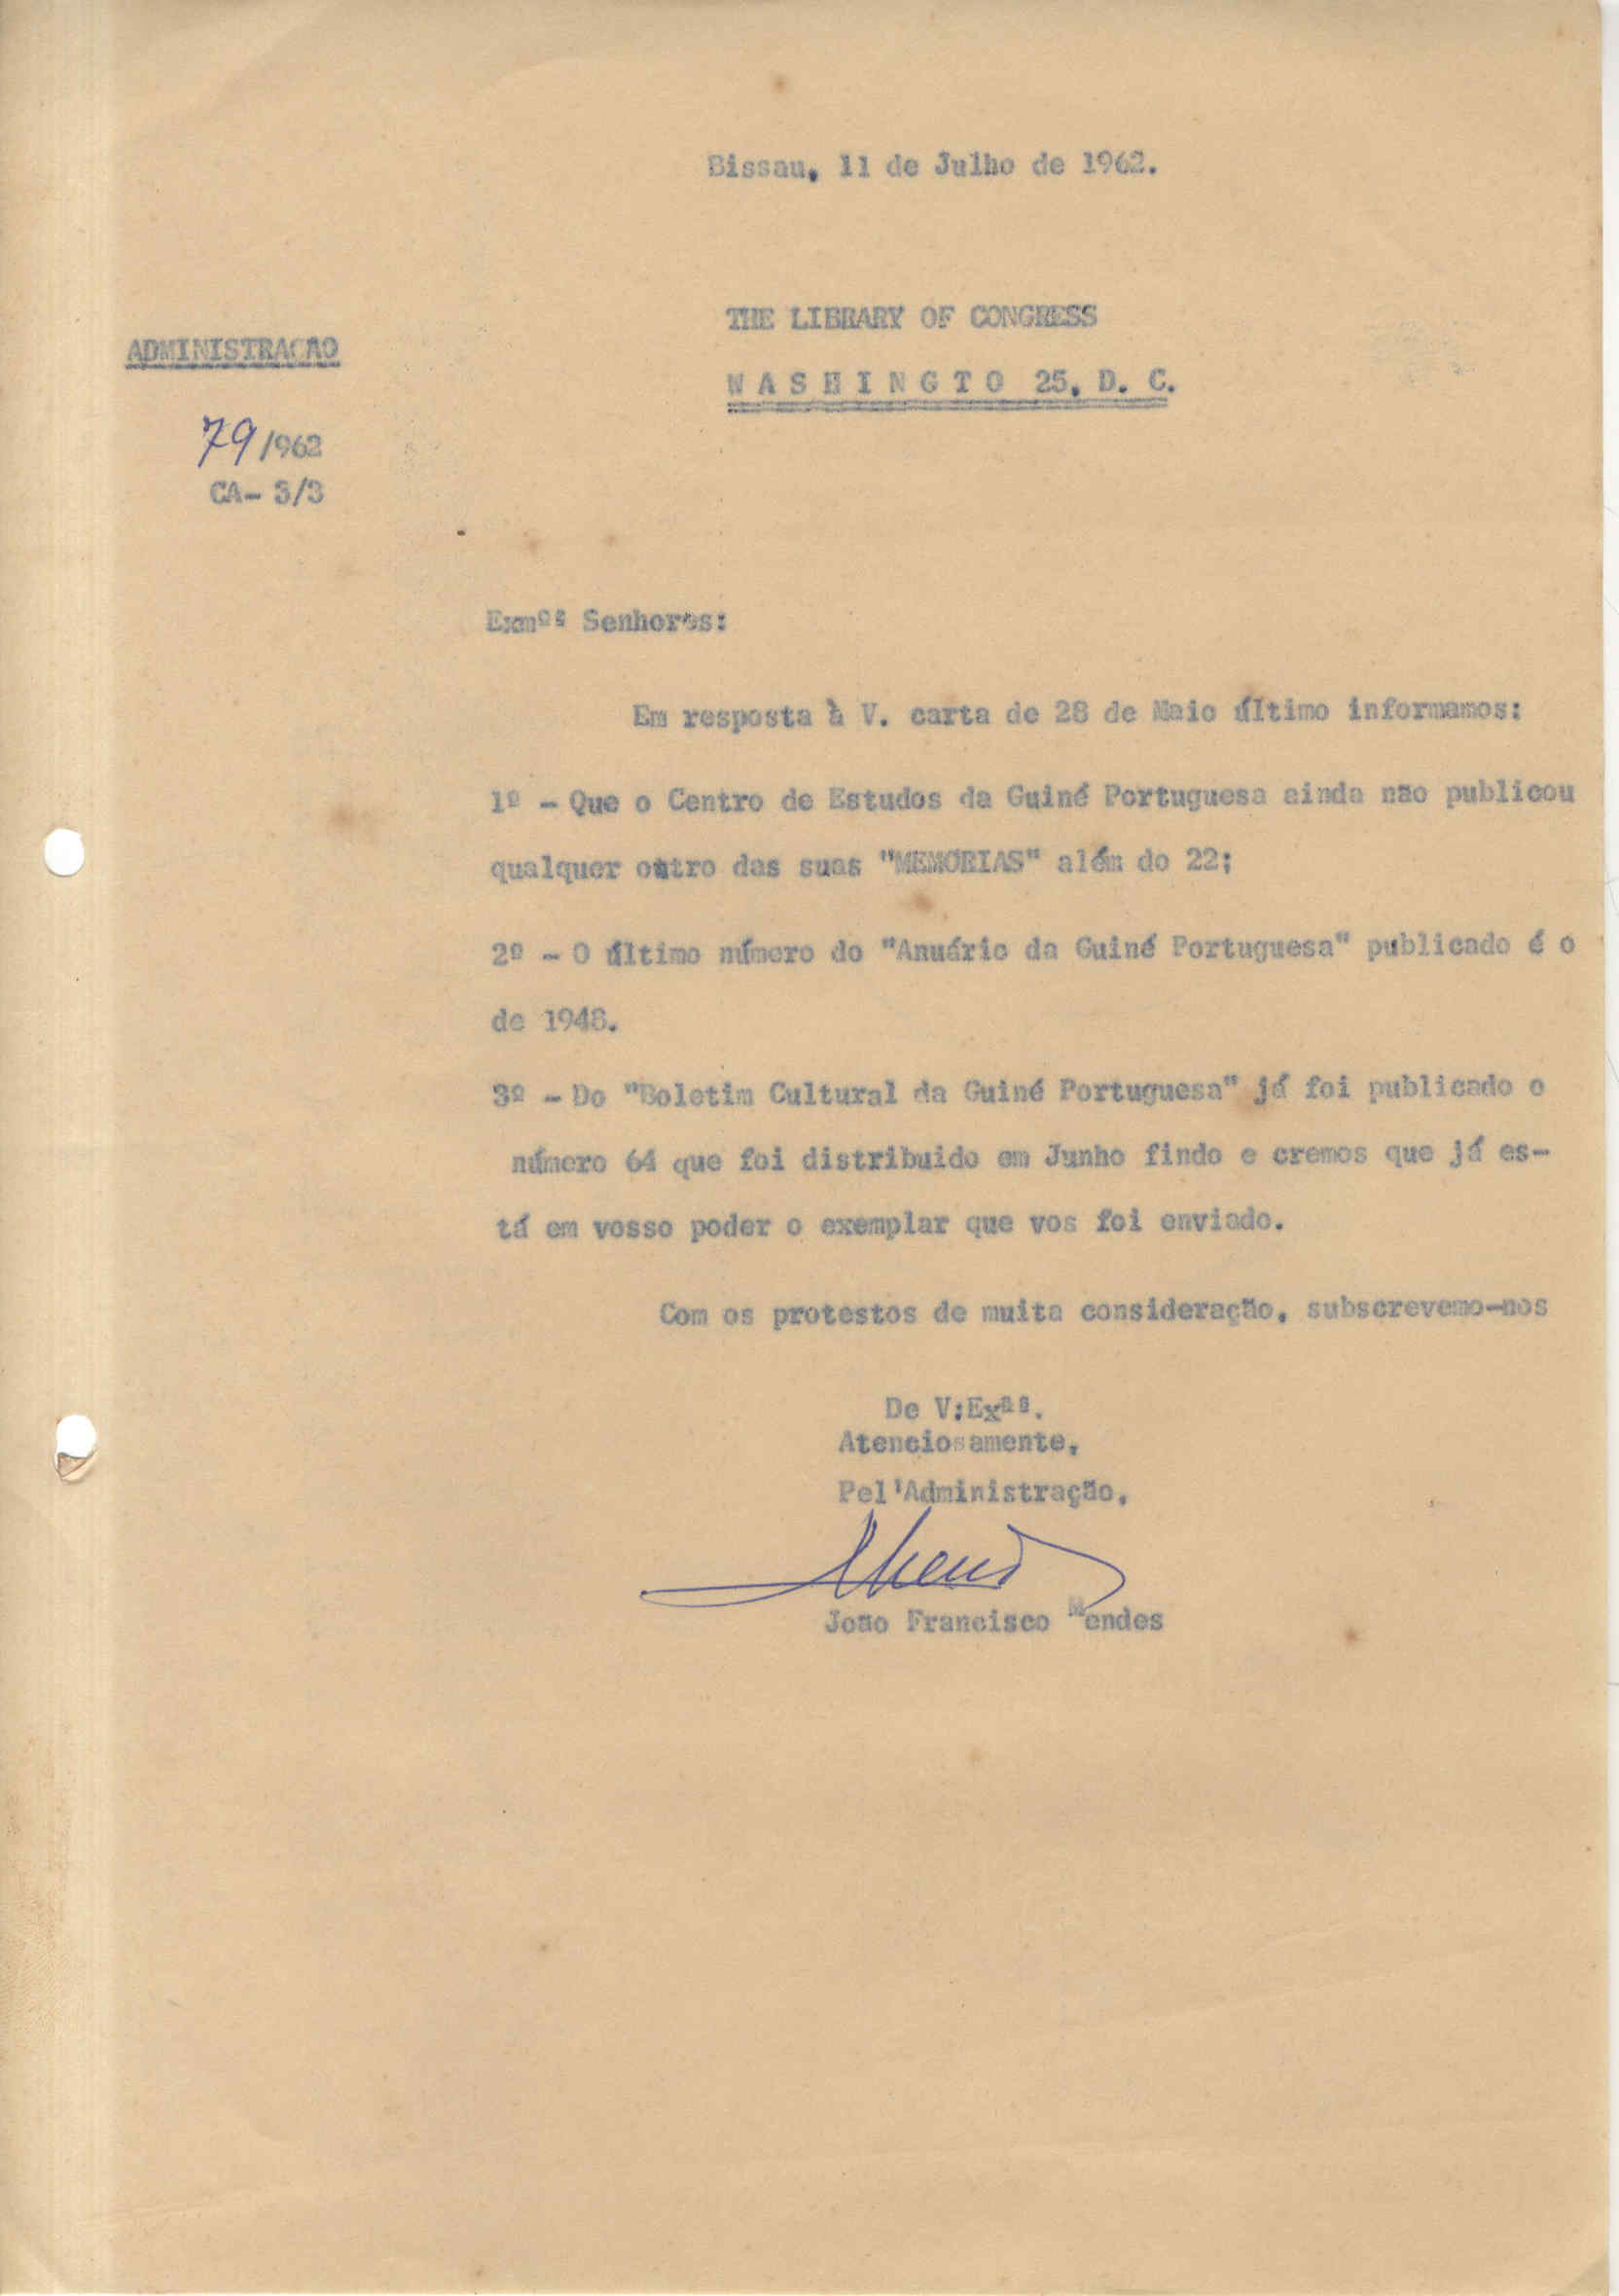 Bissau, 11 de Julho de 1962.
THE LIBRARY OF CONGRESS
ADMINISTRAÇÃO
W A S H I N G T O 25, D. C.
79/962
CA- 3/3
Exmºs Senhores:
Em resposta à V. carta de 28 de Maio último informamos:
1º - Que o Centro de Estudos da Guiné Portuguesa ainda não publicou
qualquer outro das suas "MEMÓRIAS" além do 22;
2º - O último número do "Anuário da Guiné Portuguesa" publicado é o
de 1948.
3º - Do "Boletim Cultural da Guiné Portuguesa" já foi publicado o
número 64 que foi distribuido em Junho findo e cremos que já es-
tá em vosso poder o exemplar que vos foi enviado.
Com os protestos de muita consideração, subscrevemo-nos
De V:Exªs.
Atenciosamente,
Pel'Administração,
João Francisco Mendes